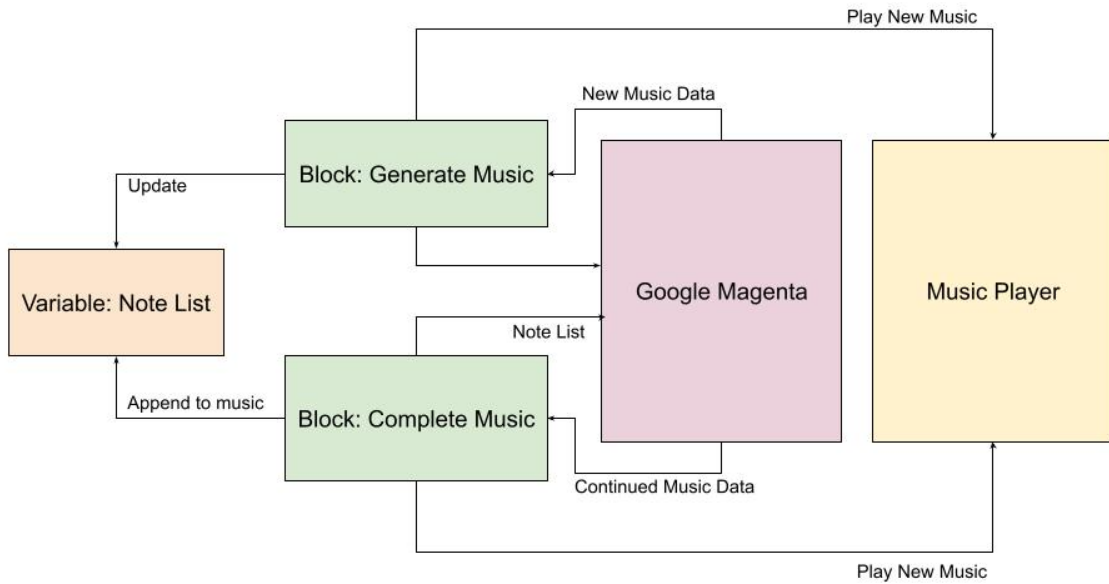 Play New Music
New Music Data
Block: Generate Music
Update
Variable: Note List
Google Magenta
Music Player
Note List
Append to music
Block: Complete Music
Continued Music Data
Play New Music